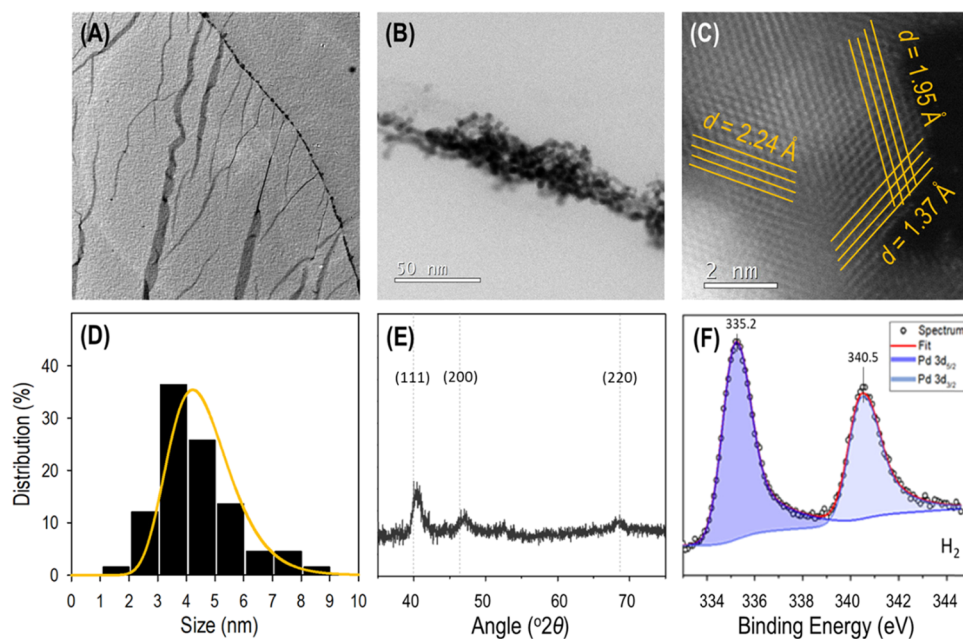 (A)
(B)
50 nm
(C)
d = 2.24 Å
d = 1.95 Å
d = 1.37 Å
2 nm
(D)
Distribution (%)
40
30
20
10
0
0 1 2 3 4 5 6 7 8 9 10
Size (nm)
(E)
(111) (200) (220)
40 50 60 70
Angle (º2θ)
(F)
335.2
340.5
Spectrum
Fit
Pd 3d5/2
Pd 3d3/2
H2
334 336 338 340 342 344
Binding Energy (eV)